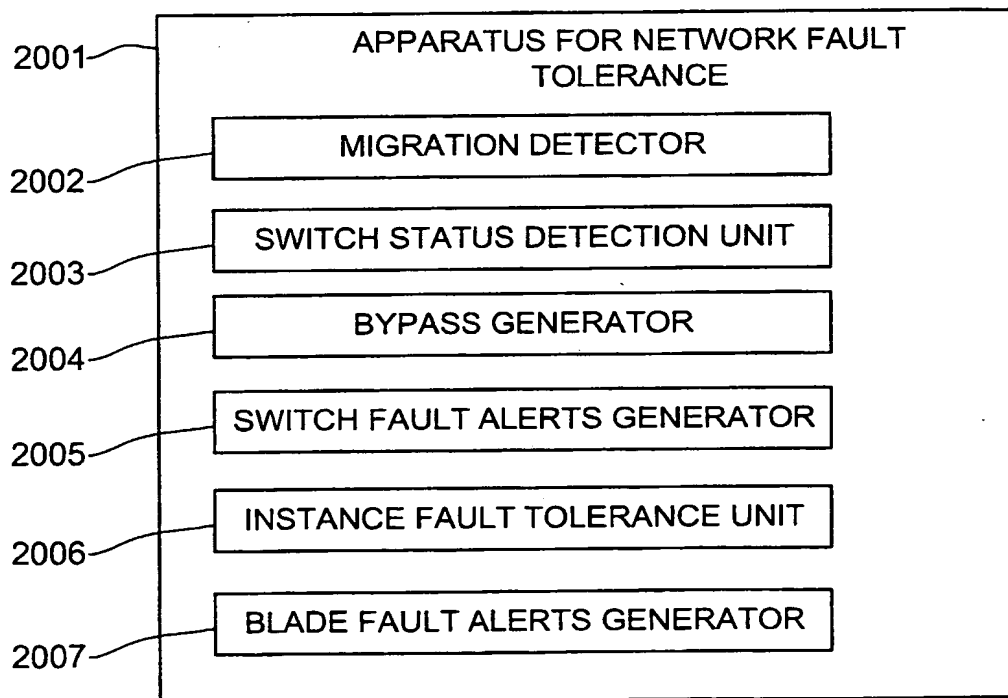 2001
APPARATUS FOR NETWORK FAULT
TOLERANCE
MIGRATION DETECTOR
2002
SWITCH STATUS DETECTION UNIT
2003
BYPASS GENERATOR
2004
SWITCH FAULT ALERTS GENERATOR
2005
INSTANCE FAULT TOLERANCE UNIT
2006
BLADE FAULT ALERTS GENERATOR
2007